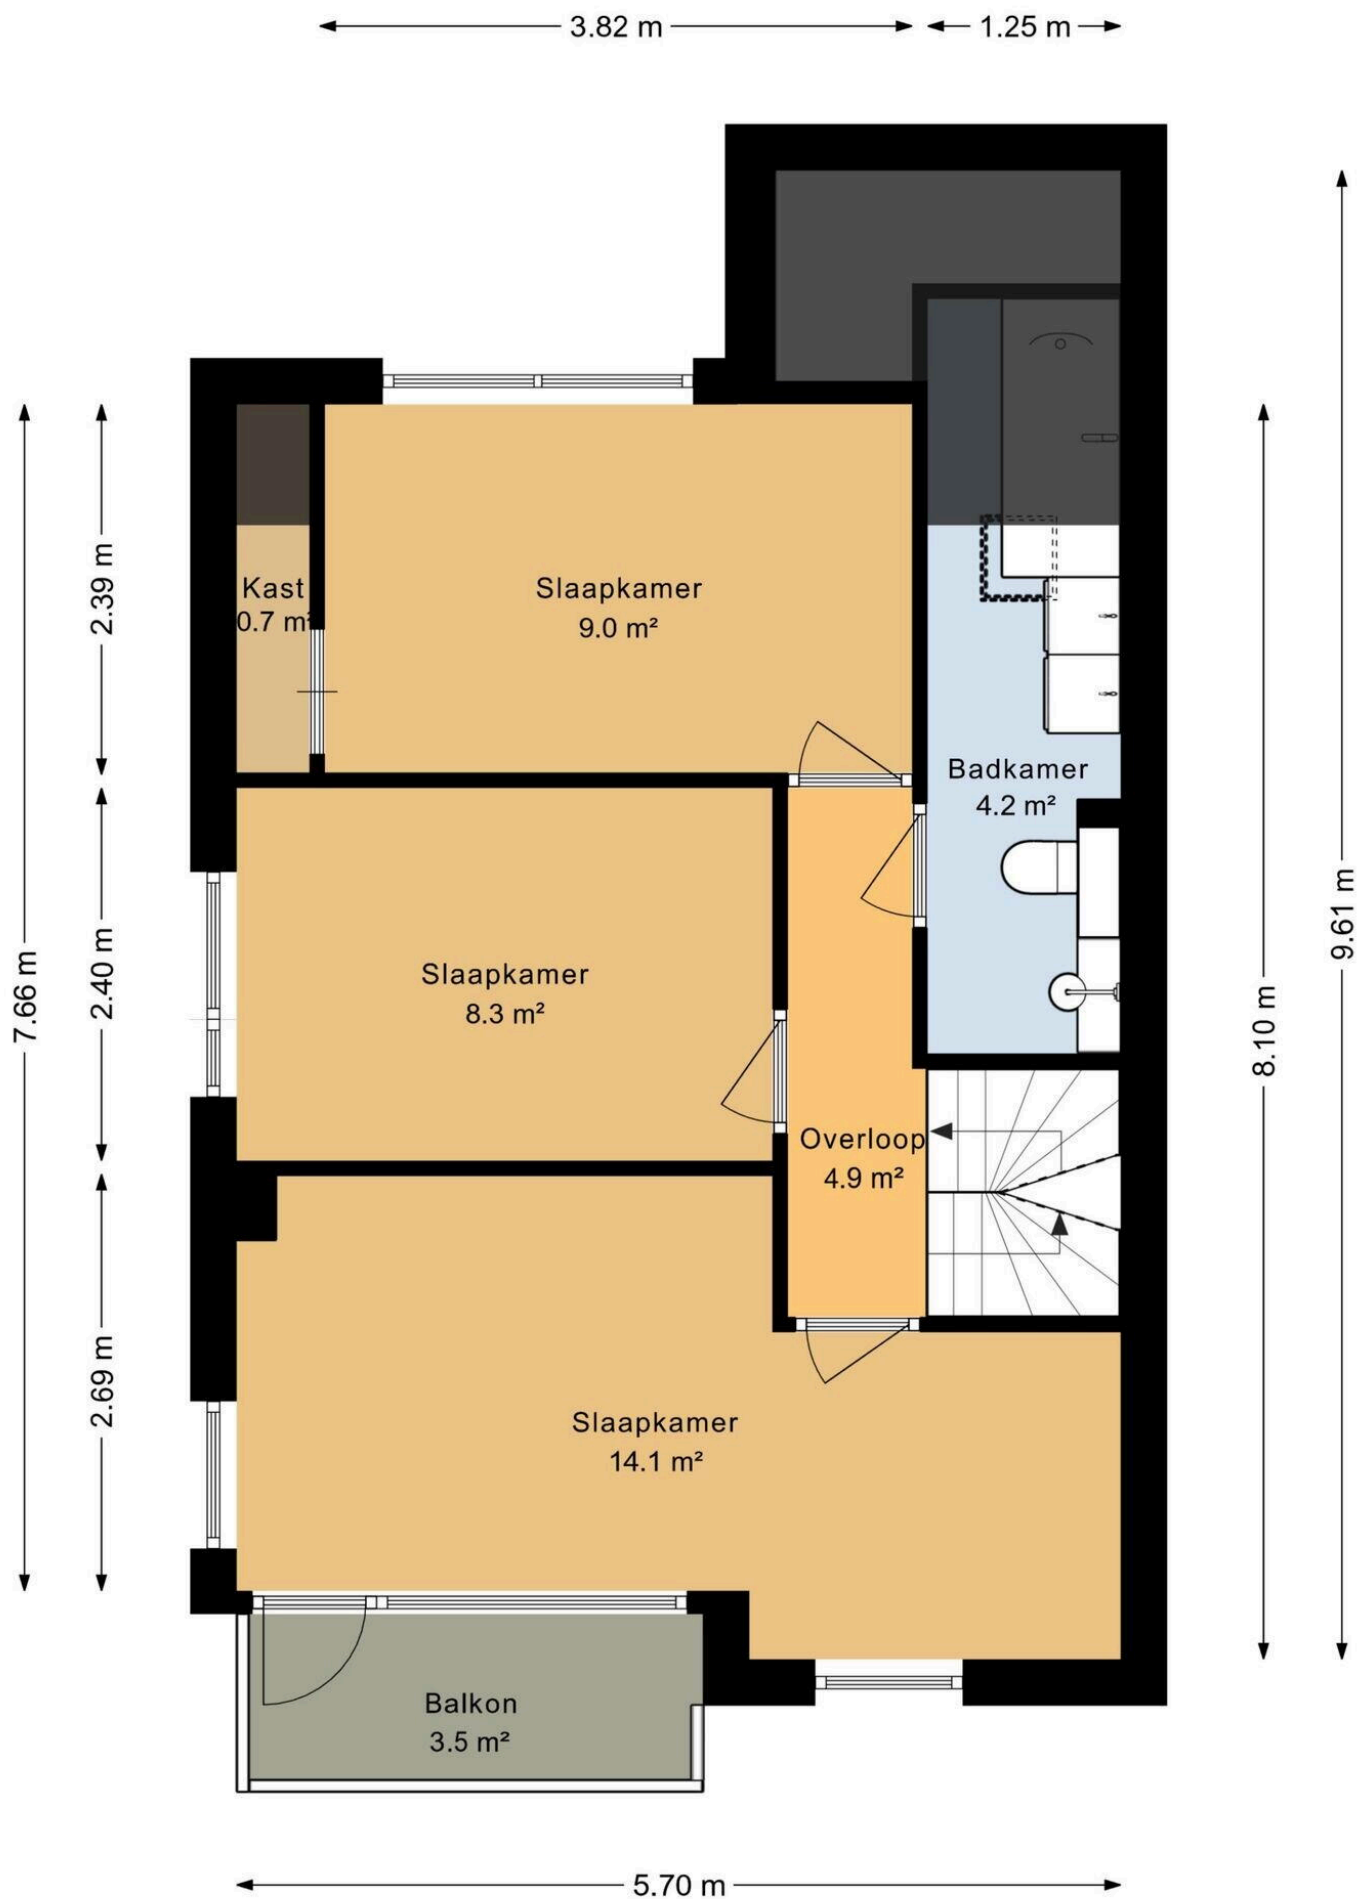 3.82 m
1.25 m
Kast
0.7 m²
Slaapkamer
9.0 m²
2.39 m
Badkamer
4.2 m²
9.61 m
7.66 m
2.40 m
Slaapkamer
8.3 m²
8.10 m
Overloop
4.9 m²
2.69 m
Slaapkamer
14.1 m²
Balkon
3.5 m²
5.70 m